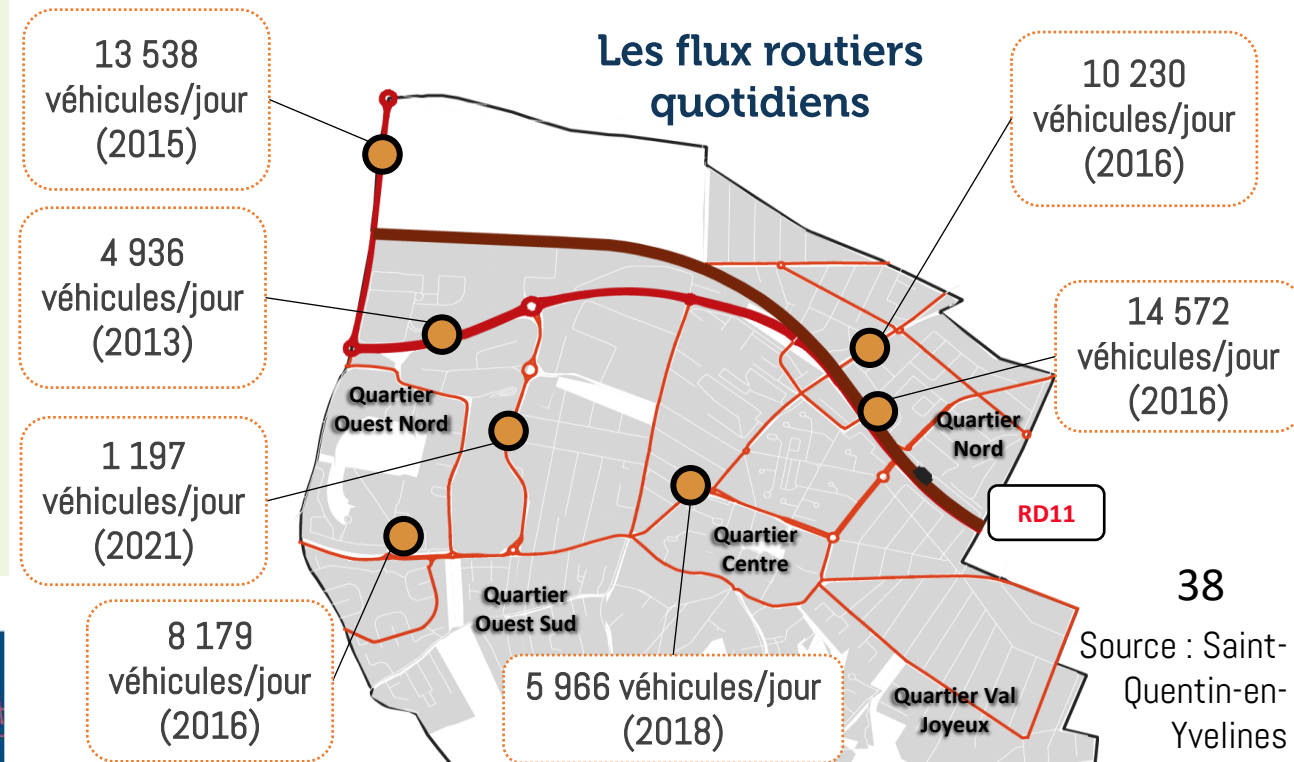 Les flux routiers
quotidiens
13 538
véhicules/jour
(2015)
10 230
véhicules/jour
(2016)
4 936
véhicules/jour
(2013)
14 572
véhicules/jour
(2016)
Quartier
Ouest Nord
Quartier
Nord
1 197
véhicules/jour
(2021)
RD11
Quartier
Centre
Quartier
Ouest Sud
8 179
véhicules/jour
(2016)
5 966 véhicules/jour
(2018)
Quartier Val
Joyeux
38
Source : Saint-
Quentin-en-
Yvelines